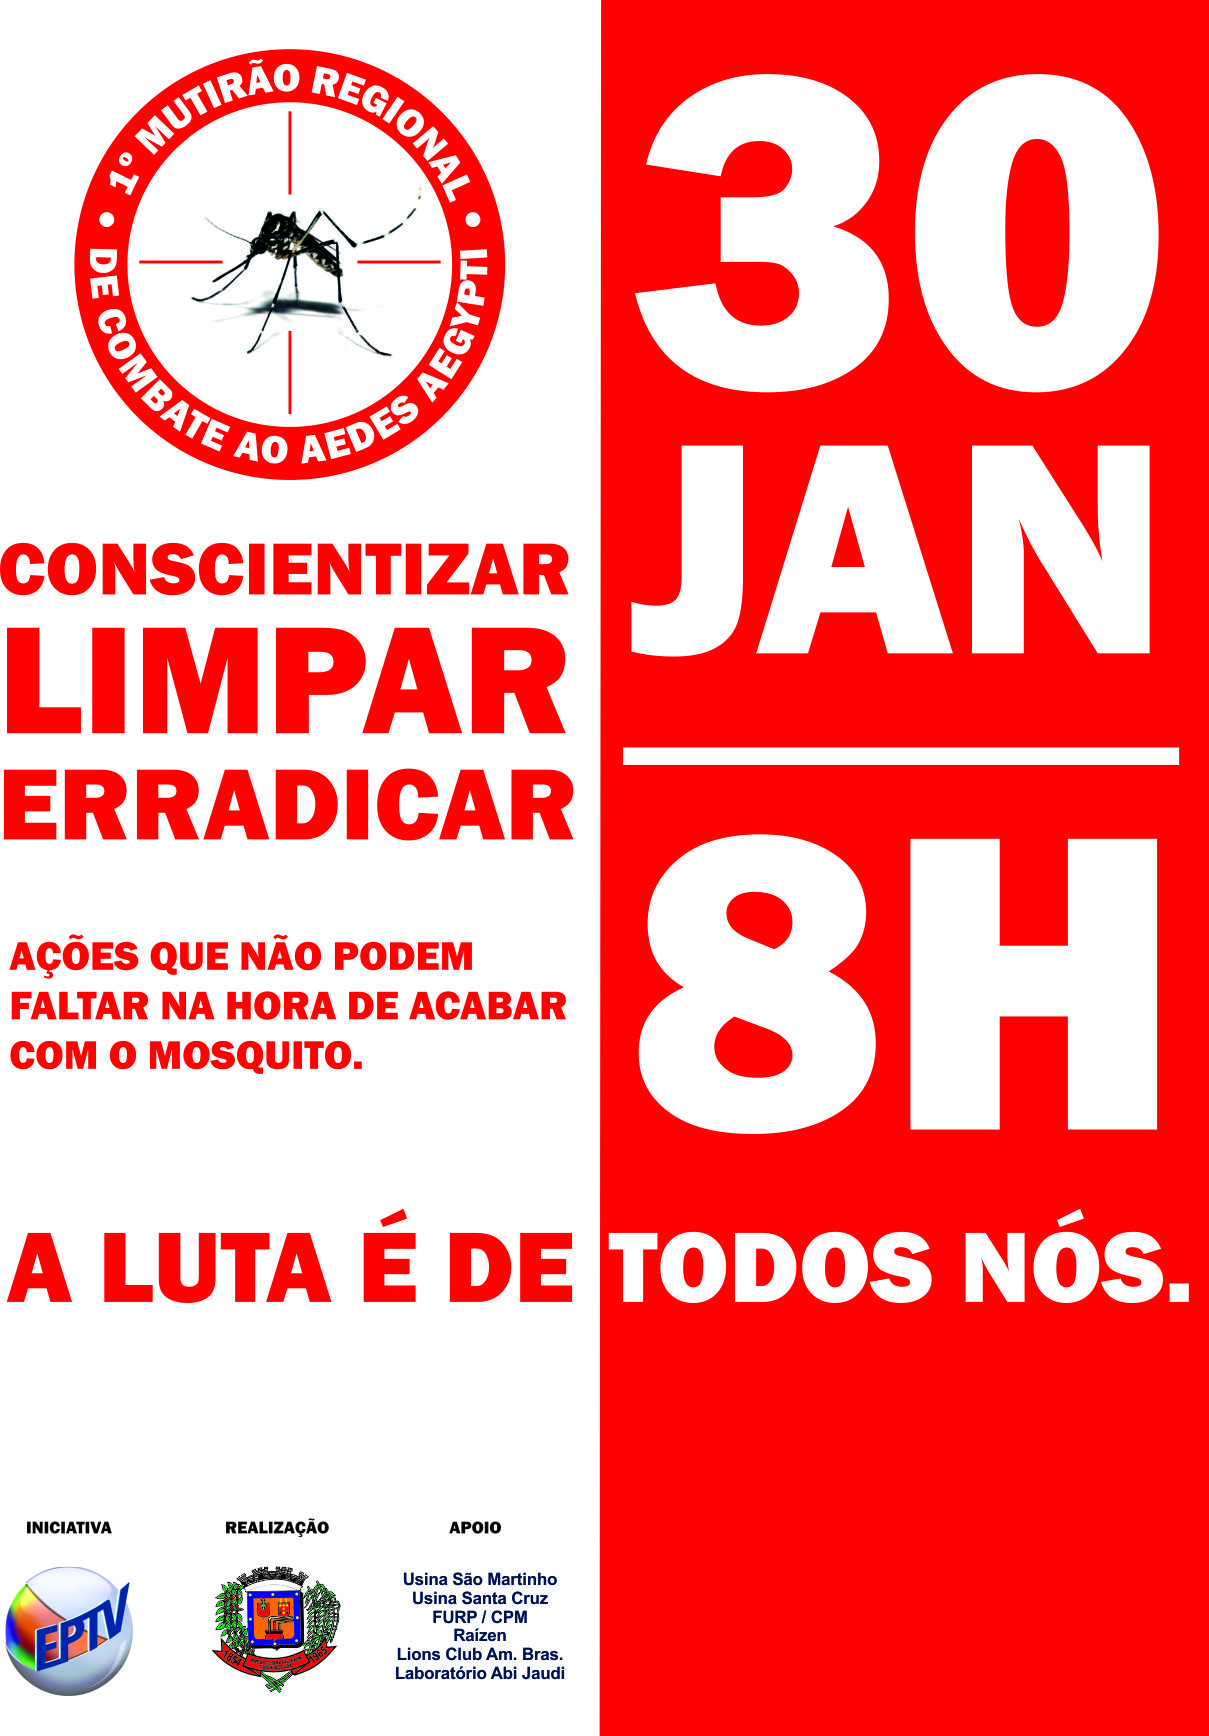 1º MUTIRÃO REGIONAL
DE COMBATE AO AEDES AEGYPTI
CONSCIENTIZAR
LIMPAR
ERRADICAR
AÇÕES QUE NÃO PODEM
FALTAR NA HORA DE ACABAR
COM O MOSQUITO.
30
JAN
8H
A LUTA É DE TODOS NÓS.
INICIATIVA
EPTV
REALIZAÇÃO
1854
1965
APOIO
Usina São Martinho
Usina Santa Cruz
FURP / CPM
Raízen
Lions Club Am. Bras.
Laboratório Abi Jaudi